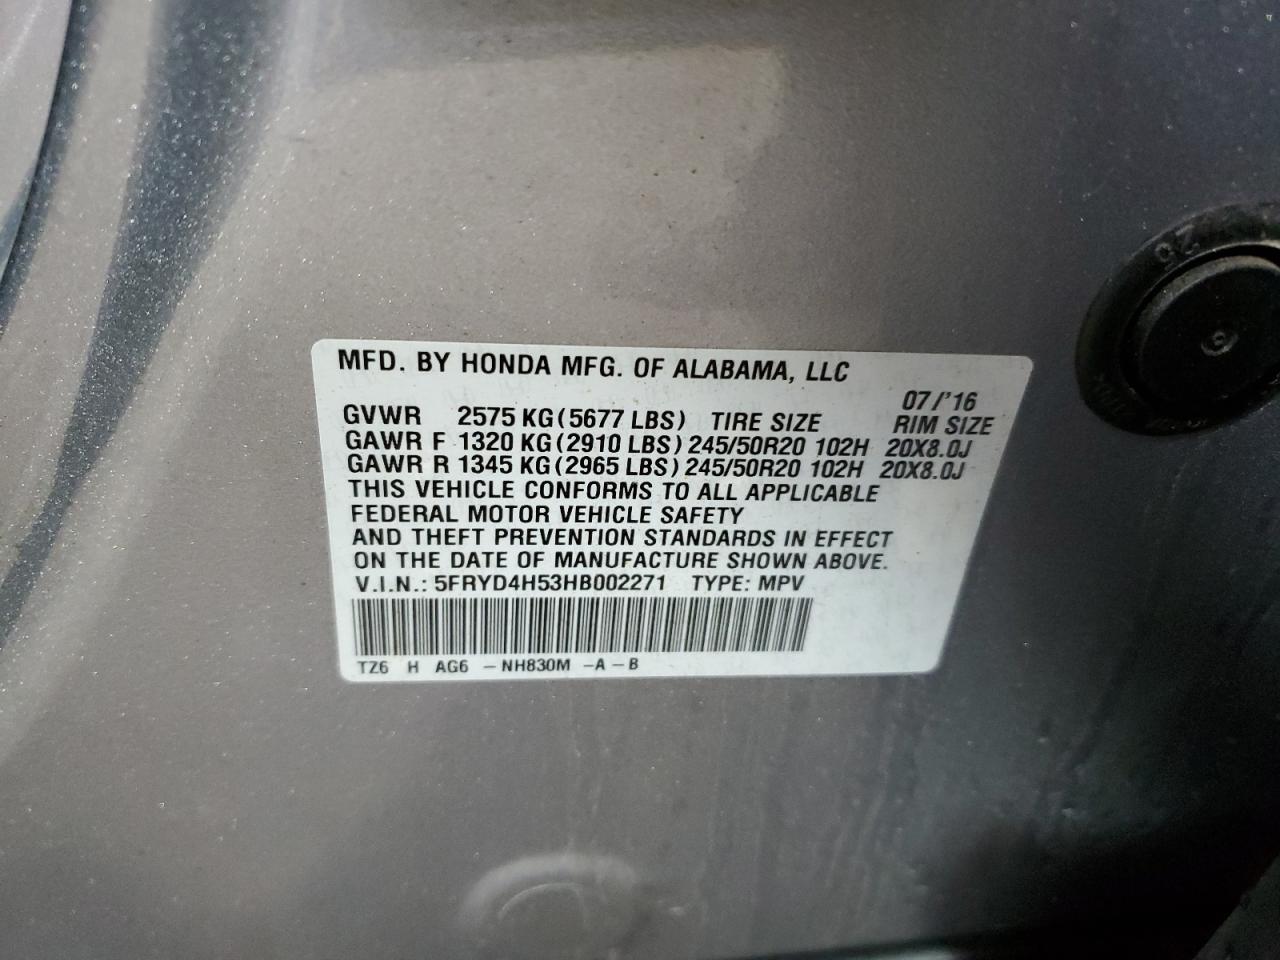 MFD. BY HONDA MFG. OF ALABAMA, LLC
07/'16
GVWR 2575 KG(5677 LBS) TIRE SIZE RIM SIZE
GAWR F 1320 KG(2910 LBS) 245/50R20 102H 20X8.0J
GAWR R 1345 KG(2965 LBS) 245/50R20 102H 20X8.0J
THIS VEHICLE CONFORMS TO ALL APPLICABLE
FEDERAL MOTOR VEHICLE SAFETY
AND THEFT PREVENTION STANDARDS IN EFFECT
ON THE DATE OF MANUFACTURE SHOWN ABOVE.
V.I.N.: 5FRYD4H53HB002271 TYPE: MPV
TZ6 H AG6 -NH830M -A-B